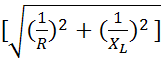 [√((1/R)² + (1/X_L)² ]